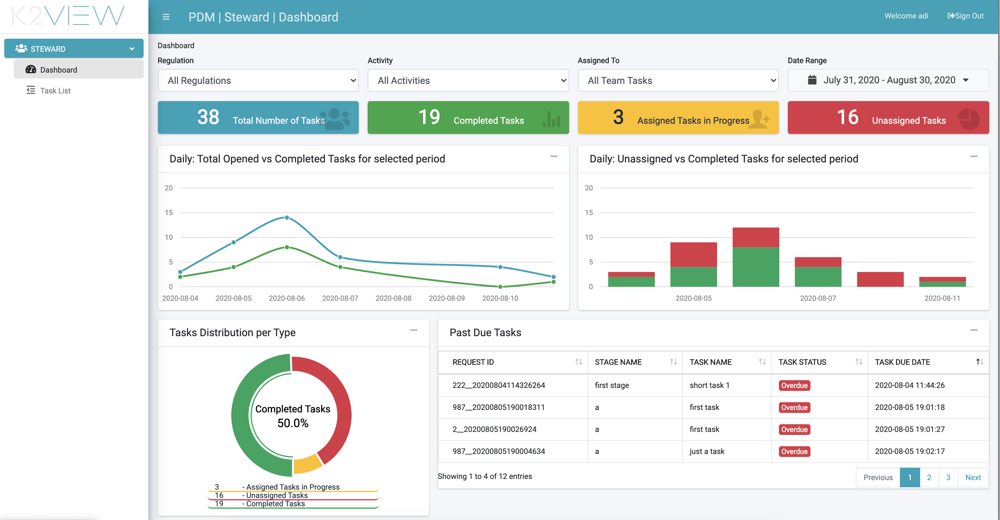 K2VIEW
PDM | Steward | Dashboard
Welcome adi
Sign Out
STEWARD
Dashboard
Task List
Dashboard
Regulation
Activity
Assigned To
Date Range
All Regulations
All Activities
All Team Tasks
July 31, 2020 - August 30, 2020
38 Total Number of Tasks
19 Completed Tasks
3 Assigned Tasks in Progress
16 Unassigned Tasks
Daily: Total Opened vs Completed Tasks for selected period
20
15
10
5
0
2020-08-04 2020-08-05 2020-08-06 2020-08-07 2020-08-08 2020-08-09 2020-08-10
Daily: Unassigned vs Completed Tasks for selected period
20
15
10
5
0
2020-08-05 2020-08-07 2020-08-11
Tasks Distribution per Type
Completed Tasks
50.0%
3 - Assigned Tasks in Progress
16 - Unassigned Tasks
19 - Completed Tasks
Past Due Tasks
REQUEST ID STAGE NAME TASK NAME TASK STATUS TASK DUE DATE
222__20200804114326264 first stage short task 1 Overdue 2020-08-04 11:44:26
987__20200805190018311 a first task Overdue 2020-08-05 19:01:18
2__20200805190026924 a first task Overdue 2020-08-05 19:01:27
987__20200805190004634 a just a task Overdue 2020-08-05 19:02:17
Showing 1 to 4 of 12 entries
Previous 1 2 3 Next